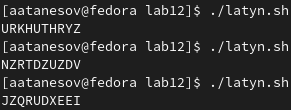 [aatanesov@fedora lab12]$ ./latyn.sh
URKHUTHRYZ
[aatanesov@fedora lab12]$ ./latyn.sh
NZRTDZUZDV
[aatanesov@fedora lab12]$ ./latyn.sh
JZQRUDXEEI